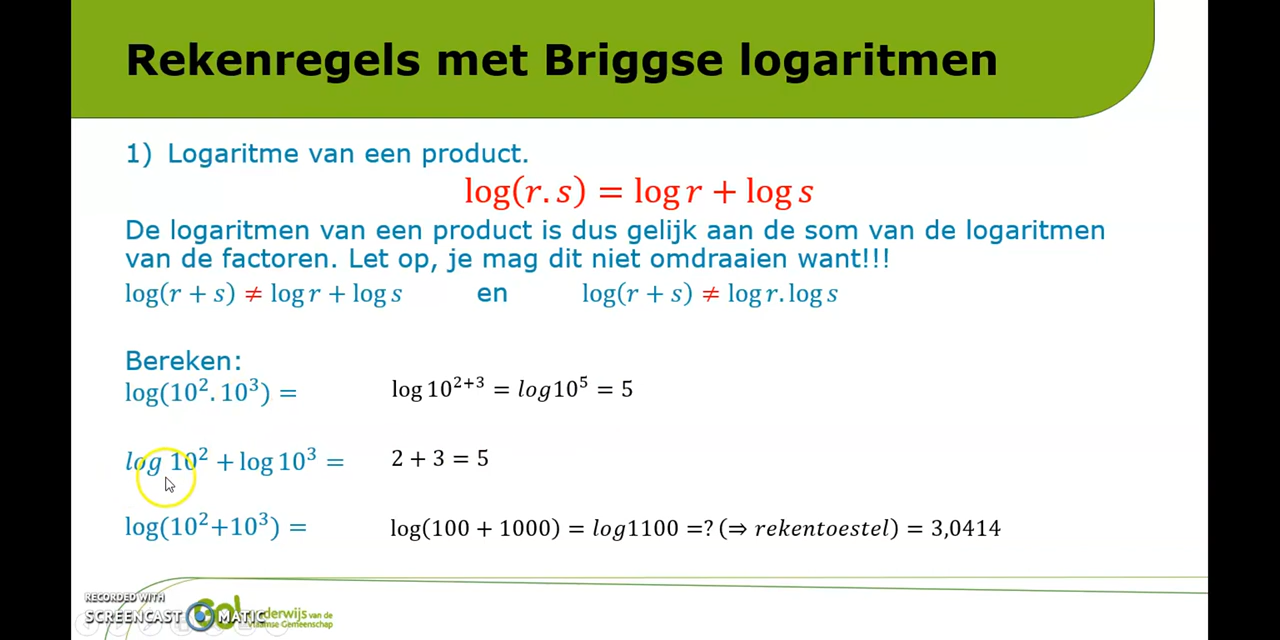 Rekenregels met Briggse logaritmen
1) Logaritme van een product.
log(r. s) = log r + log s
De logaritmen van een product is dus gelijk aan de som van de logaritmen
van de factoren. Let op, je mag dit niet omdraaien want!!!
log(r + s) ≠ log r + log s en log(r + s) ≠ log r. log s
Bereken:
log(10². 10³) = log 10²⁺³ = log10⁵ = 5
log 10² + log 10³ = 2 + 3 = 5
log(10²+10³) = log(100 + 1000) = log1100 =? (⇒ rekentoestel) = 3,0414
RECORDED WITH
SCREENCAST MATIC
go! onderwijs van de
Vlaamse Gemeenschap